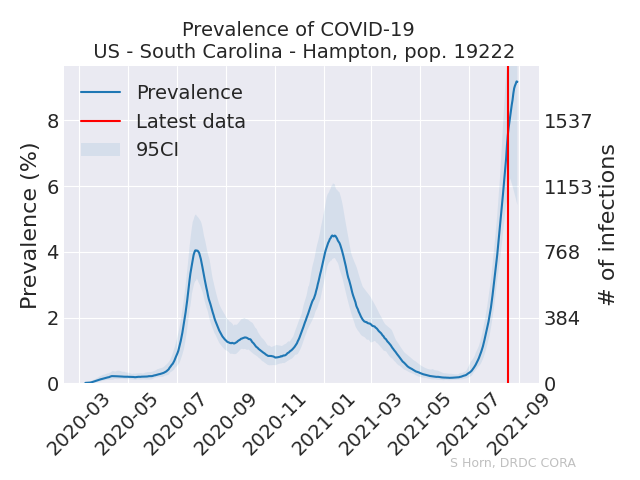 Prevalence of COVID-19
US - South Carolina - Hampton, pop. 19222
Prevalence
Latest data
95CI
Prevalence (%)
8
6
4
2
0
1537
1153
768
384
0
# of infections
2020-03
2020-05
2020-07
2020-09
2020-11
2021-01
2021-03
2021-05
2021-07
2021-09
S Horn, DRDC CORA